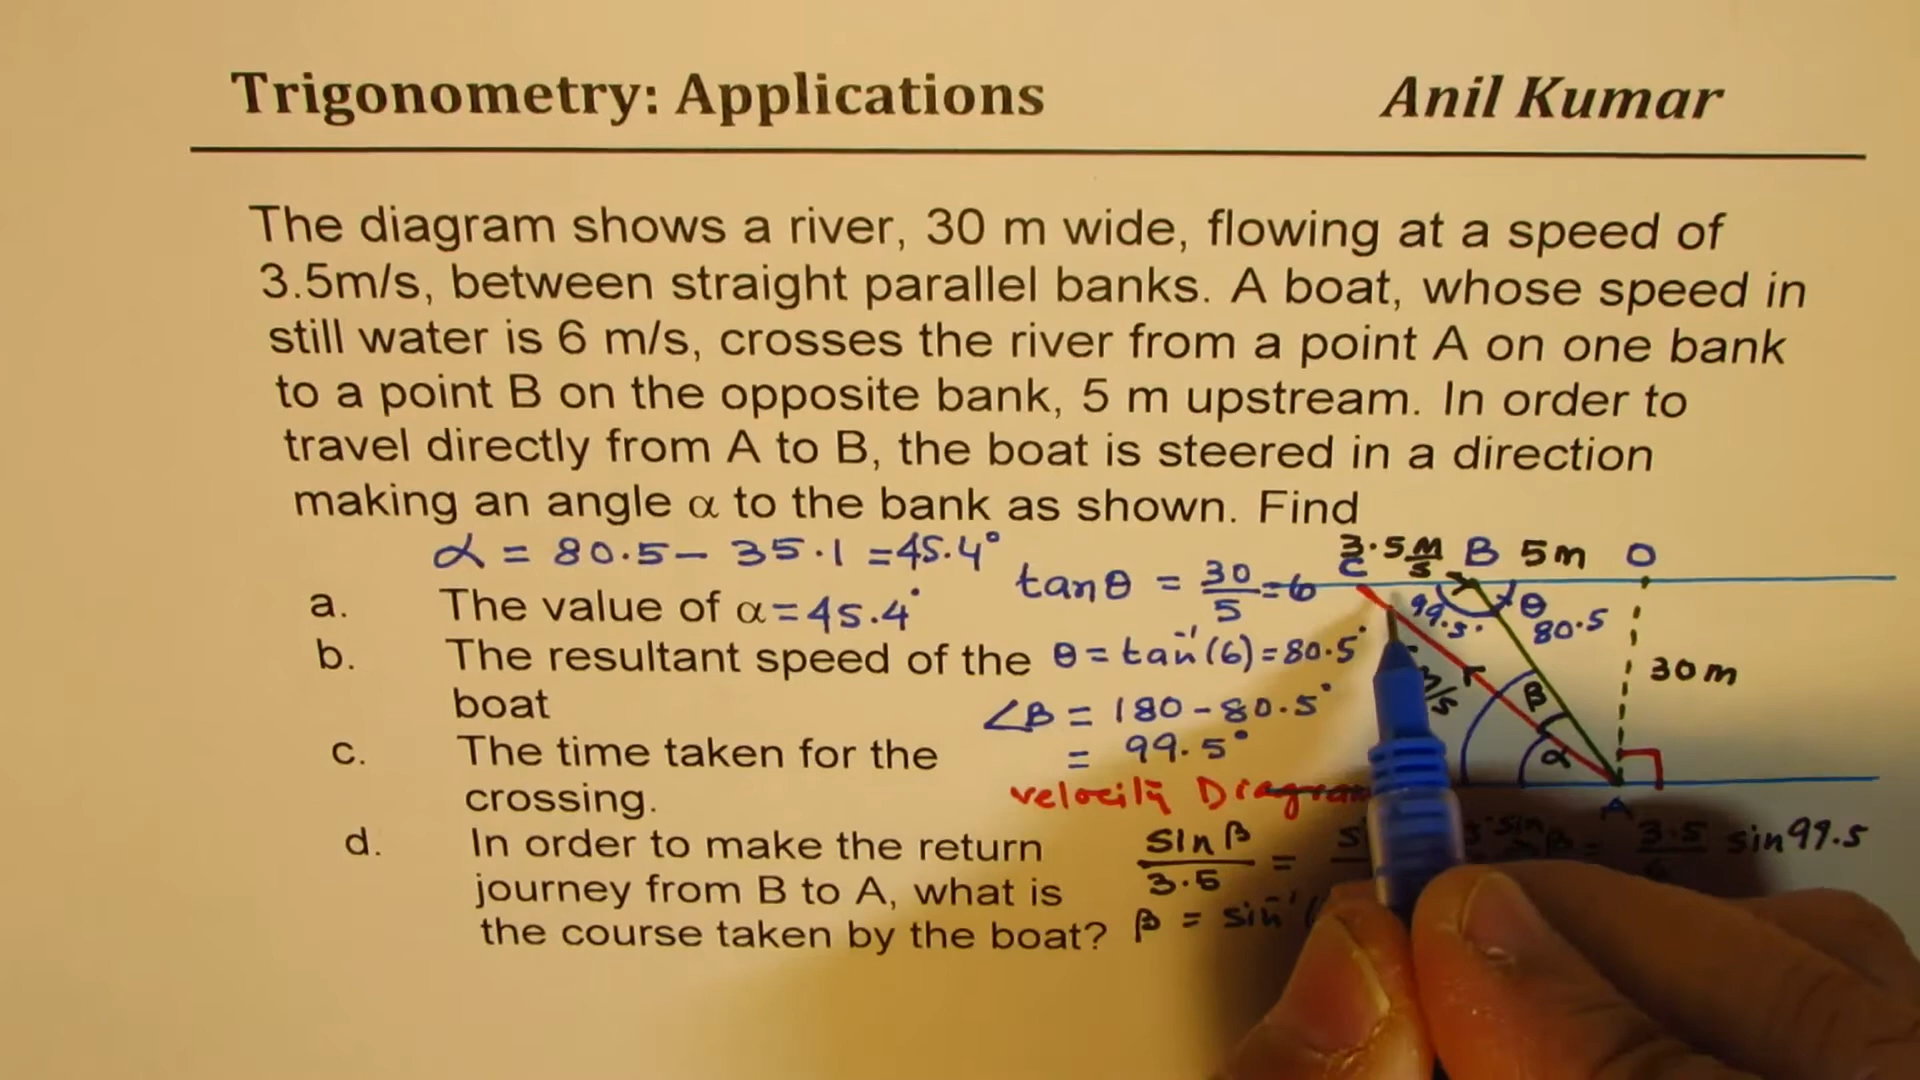 Trigonometry: Applications Anil Kumar
The diagram shows a river, 30 m wide, flowing at a speed of
3.5m/s, between straight parallel banks. A boat, whose speed in
still water is 6 m/s, crosses the river from a point A on one bank
to a point B on the opposite bank, 5 m upstream. In order to
travel directly from A to B, the boat is steered in a direction
making an angle α to the bank as shown. Find
α = 80.5 - 35.1 = 45.4°
a. The value of α = 45.4°
b. The resultant speed of the
boat
c. The time taken for the
crossing.
d. In order to make the return
journey from B to A, what is
the course taken by the boat?
tanθ = 30/5 = 6
θ = tan⁻¹(6) = 80.5°
∠B = 180 - 80.5°
= 99.5°
velocity Diagram
sin β / 3.5 =
sin β = 3.5/6 sin 99.5
β = sin⁻¹(
3.5 m/s B 5m D
C
99.5° θ
80.5
30 m
m/s
β
α
A